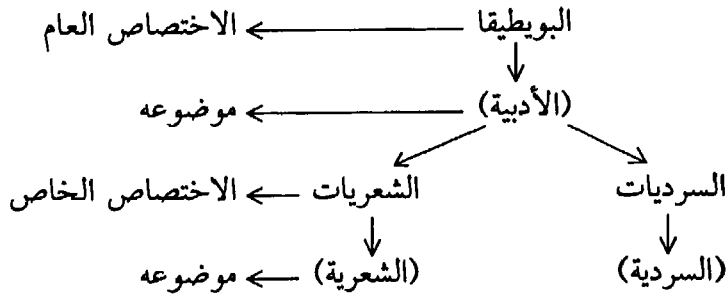 البويطيقا الاختصاص العام
(الأدبية) موضوعه
السرديات الشعريات الاختصاص الخاص
(السردية) (الشعرية) موضوعه